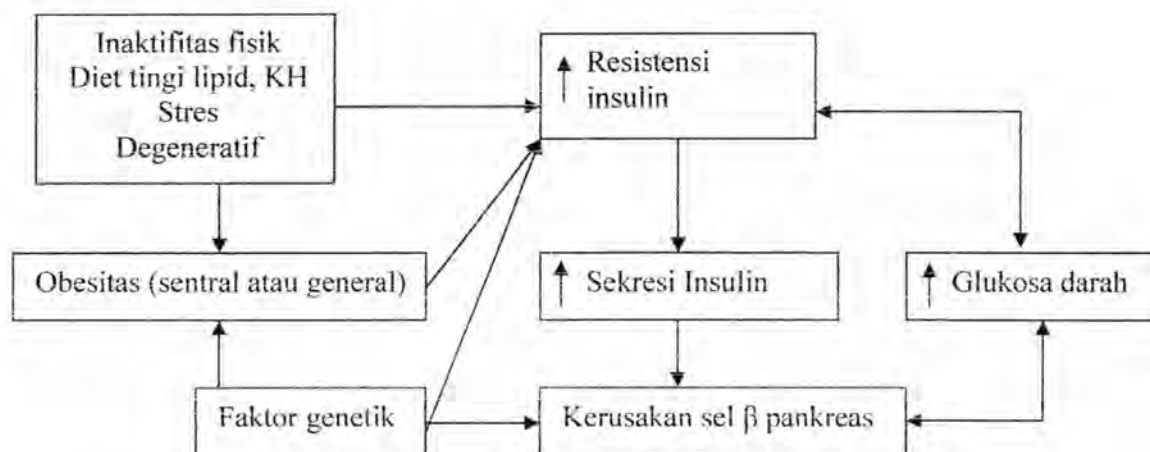 Inaktifitas fisik
Diet tingi lipid, KH
Stres
Degeneratif
↑ Resistensi
insulin
Obesitas (sentral atau general)
↑ Sekresi Insulin
↑ Glukosa darah
Faktor genetik
Kerusakan sel β pankreas